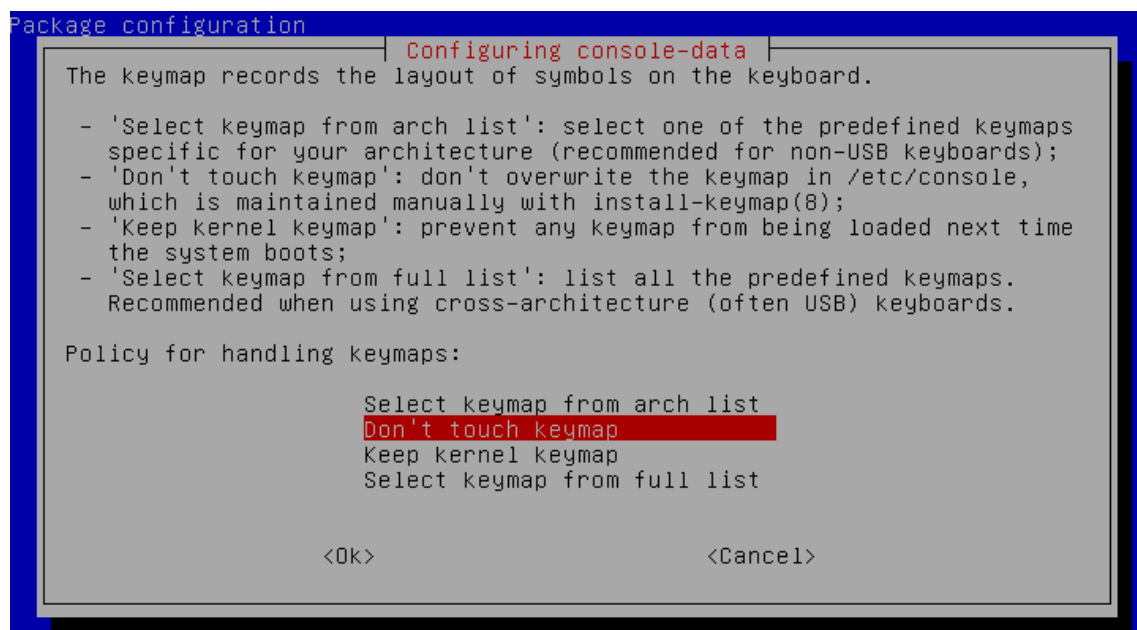 Package configuration
Configuring console-data
The keymap records the layout of symbols on the keyboard.
- 'Select keymap from arch list': select one of the predefined keymaps
specific for your architecture (recommended for non-USB keyboards);
- 'Don't touch keymap': don't overwrite the keymap in /etc/console,
which is maintained manually with install-keymap(8);
- 'Keep kernel keymap': prevent any keymap from being loaded next time
the system boots;
- 'Select keymap from full list': list all the predefined keymaps.
Recommended when using cross-architecture (often USB) keyboards.
Policy for handling keymaps:
Select keymap from arch list
Don't touch keymap
Keep kernel keymap
Select keymap from full list
<Ok> <Cancel>